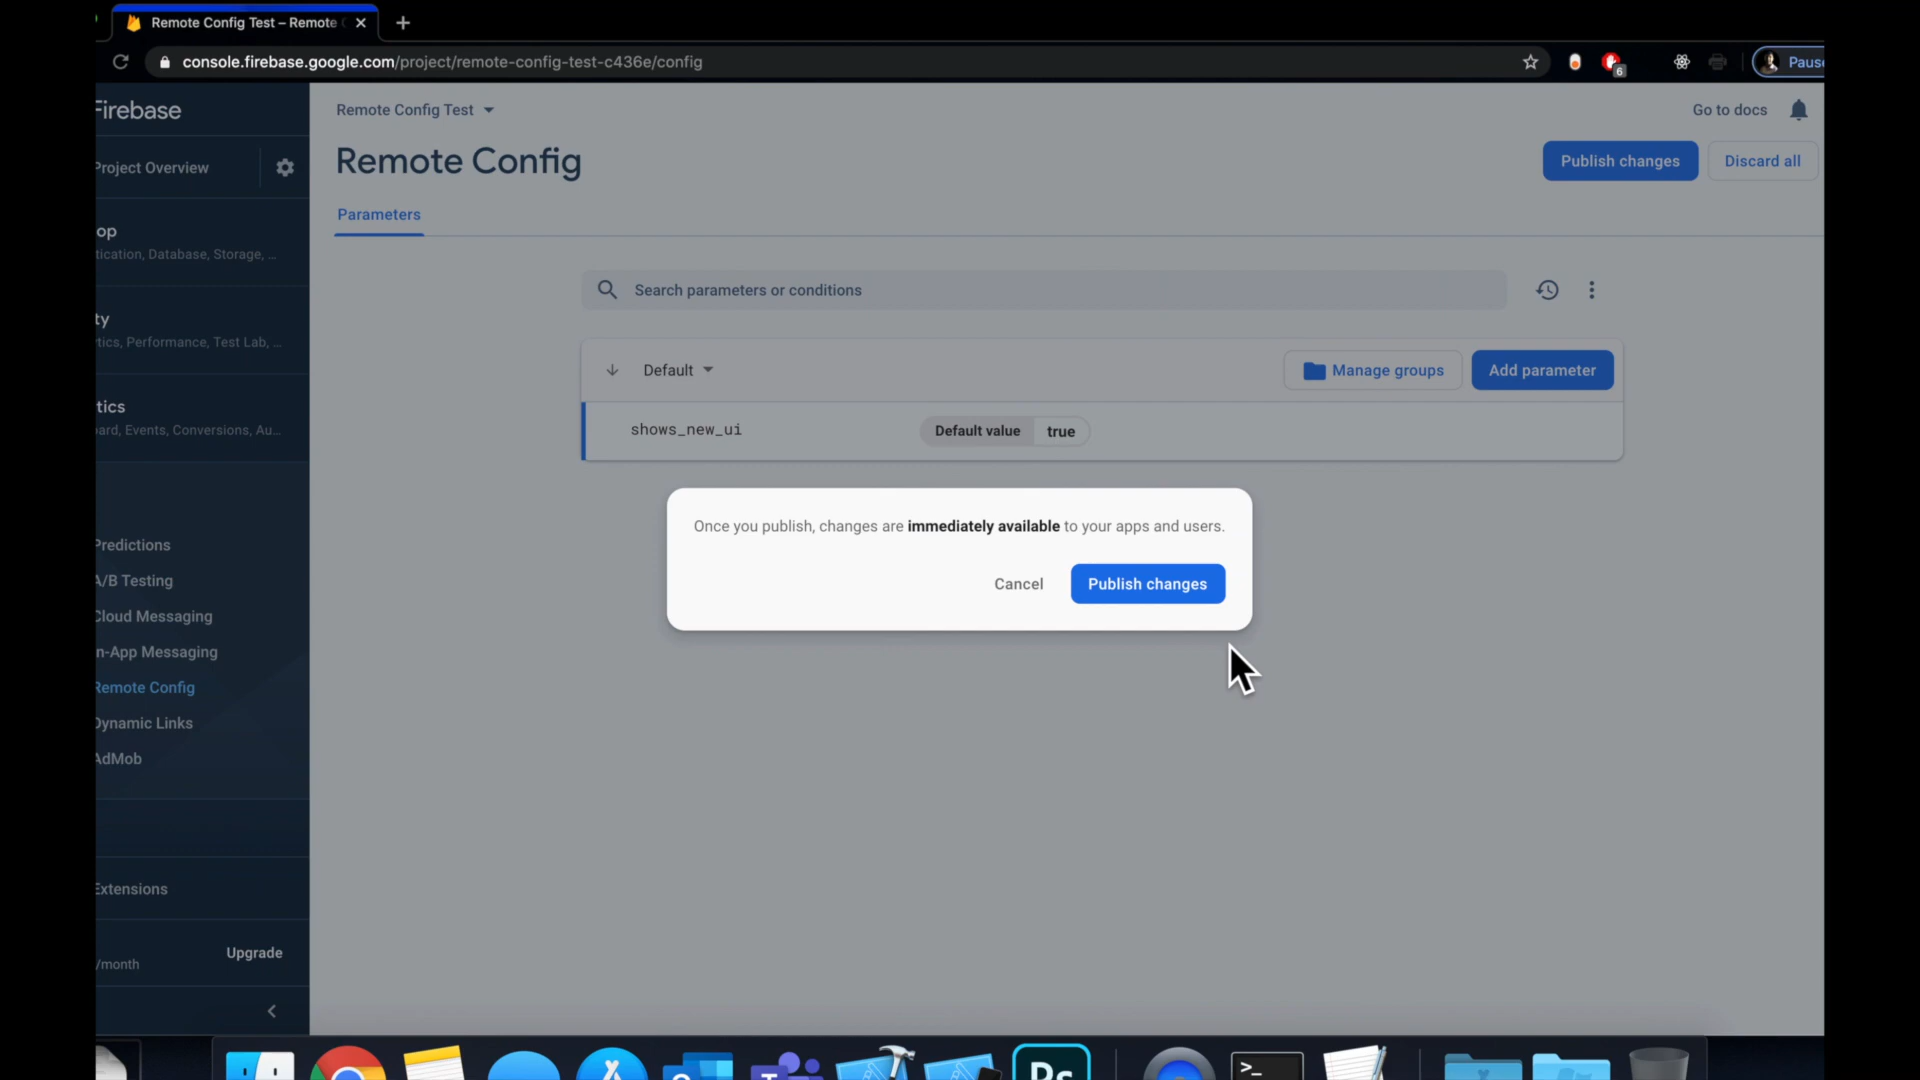 Remote Config Test – Remote
console.firebase.google.com/project/remote-config-test-c436e/config
6
Pause
Firebase
Remote Config Test
Go to docs
Project Overview
Remote Config
Publish changes
Discard all
Parameters
op
tication, Database, Storage, ...
Search parameters or conditions
ty
tics, Performance, Test Lab, ...
Default
Manage groups
Add parameter
tics
ard, Events, Conversions, Au...
shows_new_ui
Default value
true
Once you publish, changes are immediately available to your apps and users.
Cancel
Publish changes
Predictions
A/B Testing
Cloud Messaging
n-App Messaging
Remote Config
Dynamic Links
AdMob
Extensions
Upgrade
/month
Ps
>_